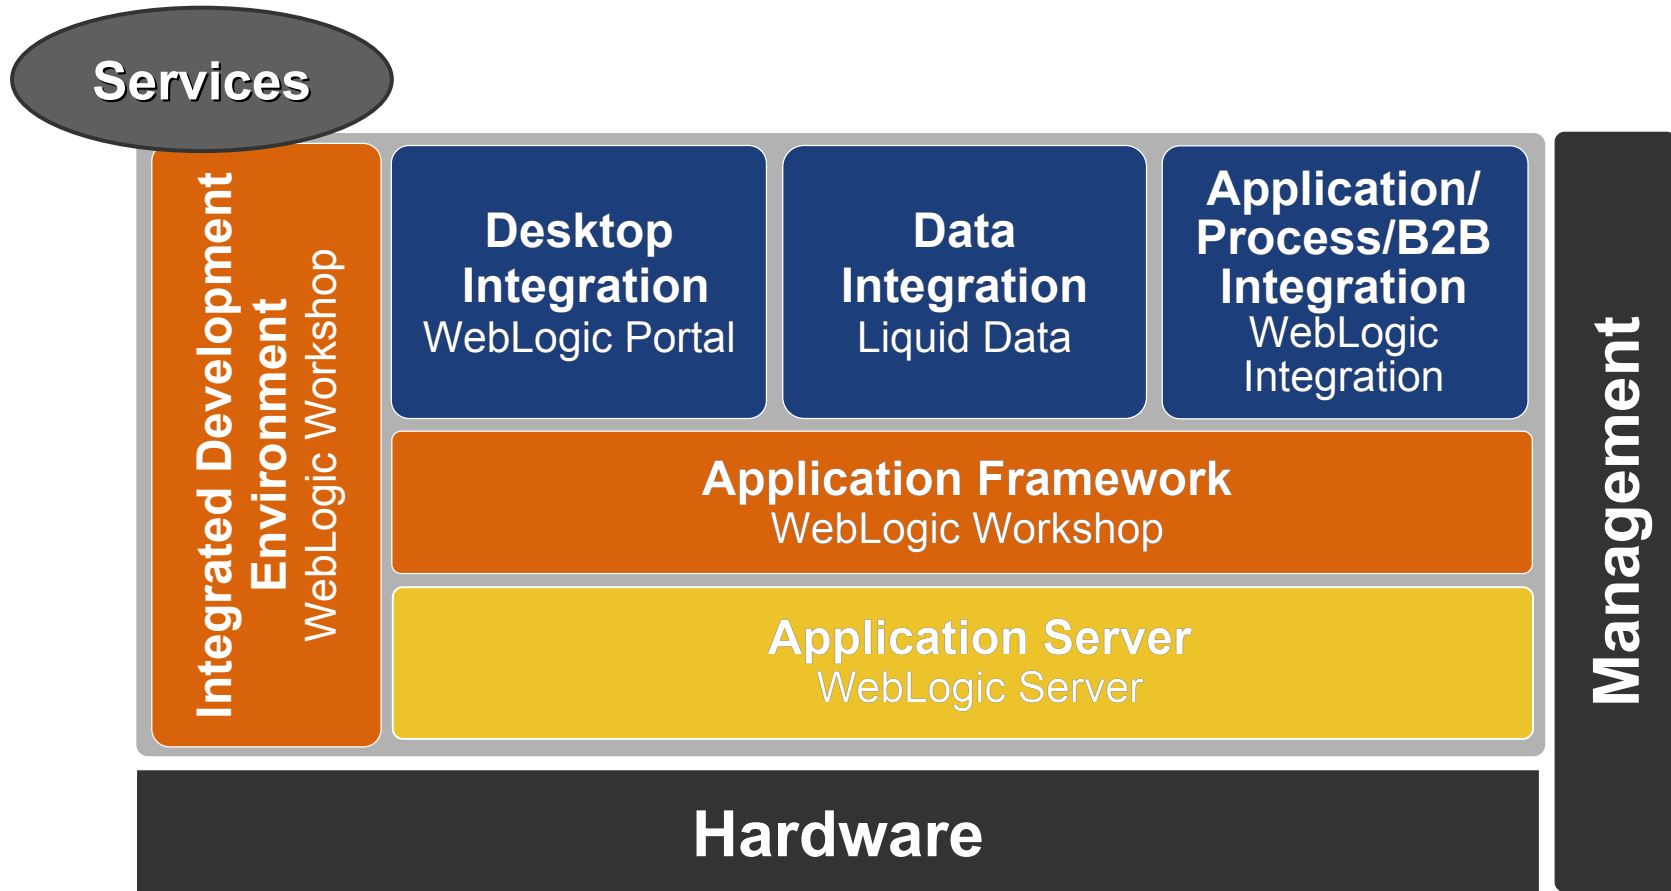 Services
Integrated Development
Environment
WebLogic Workshop
Desktop
Integration
WebLogic Portal
Data
Integration
Liquid Data
Application/
Process/B2B
Integration
WebLogic
Integration
Application Framework
WebLogic Workshop
Application Server
WebLogic Server
Management
Hardware